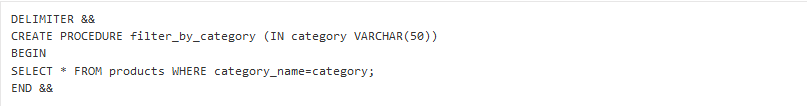 DELIMITER &&
CREATE PROCEDURE filter_by_category (IN category VARCHAR(50))
BEGIN
SELECT * FROM products WHERE category_name=category;
END &&